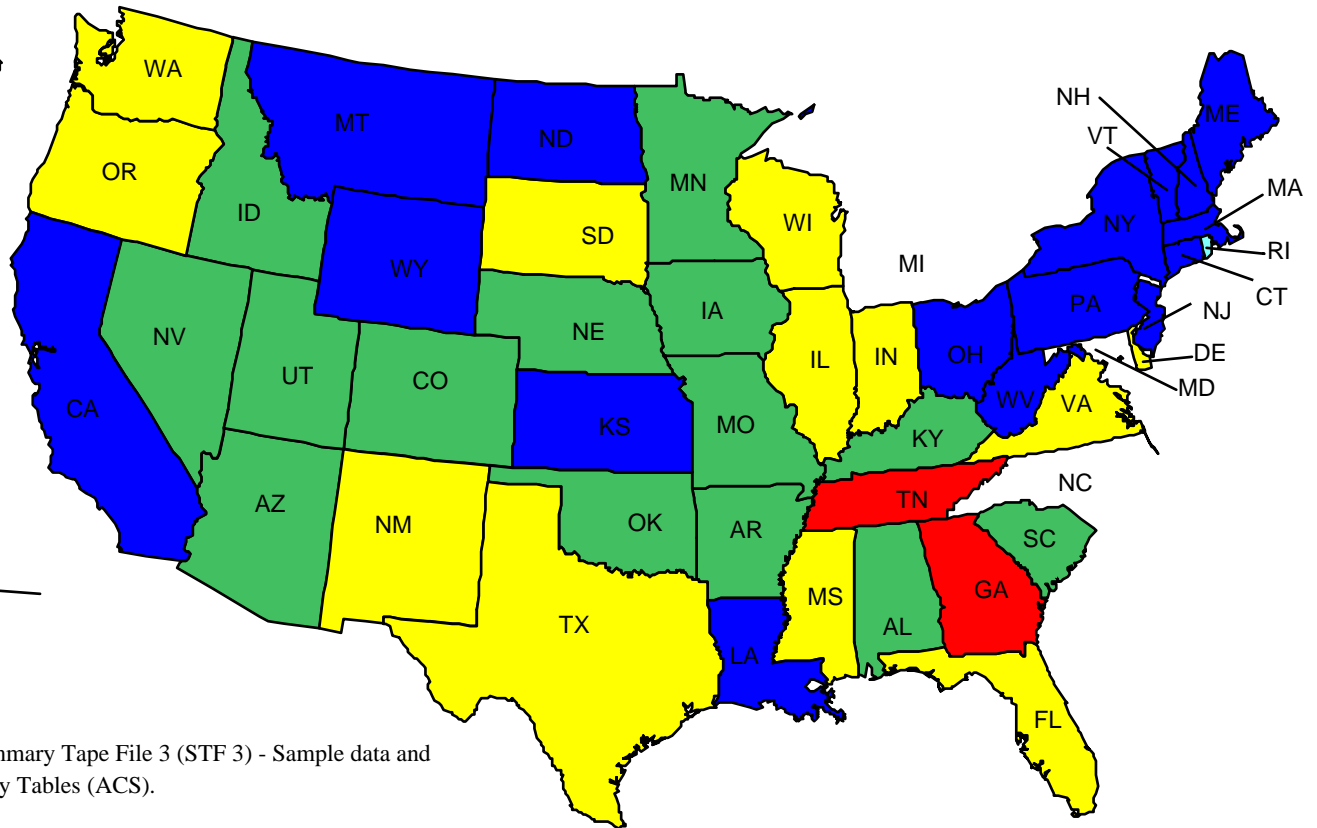 WA
MT
ND
ME
NH
VT
OR
MN
MA
ID
SD
WI
NY
WY
MI
RI
CT
NV
NE
IA
PA
NJ
UT
CO
IL
IN
OH
DE
MD
CA
KS
MO
WV
VA
KY
AZ
NM
OK
AR
TN
NC
SC
MS
GA
TX
AL
LA
FL
nmary Tape File 3 (STF 3) - Sample data and
y Tables (ACS).